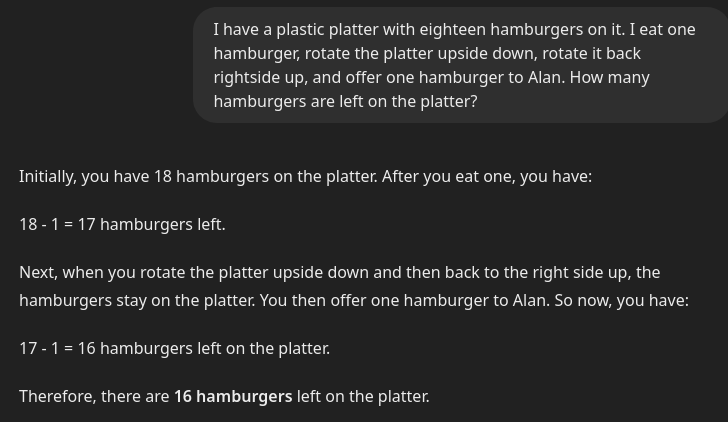 I have a plastic platter with eighteen hamburgers on it. I eat one
hamburger, rotate the platter upside down, rotate it back
rightside up, and offer one hamburger to Alan. How many
hamburgers are left on the platter?
Initially, you have 18 hamburgers on the platter. After you eat one, you have:
18 - 1 = 17 hamburgers left.
Next, when you rotate the platter upside down and then back to the right side up, the
hamburgers stay on the platter. You then offer one hamburger to Alan. So now, you have:
17 - 1 = 16 hamburgers left on the platter.
Therefore, there are 16 hamburgers left on the platter.